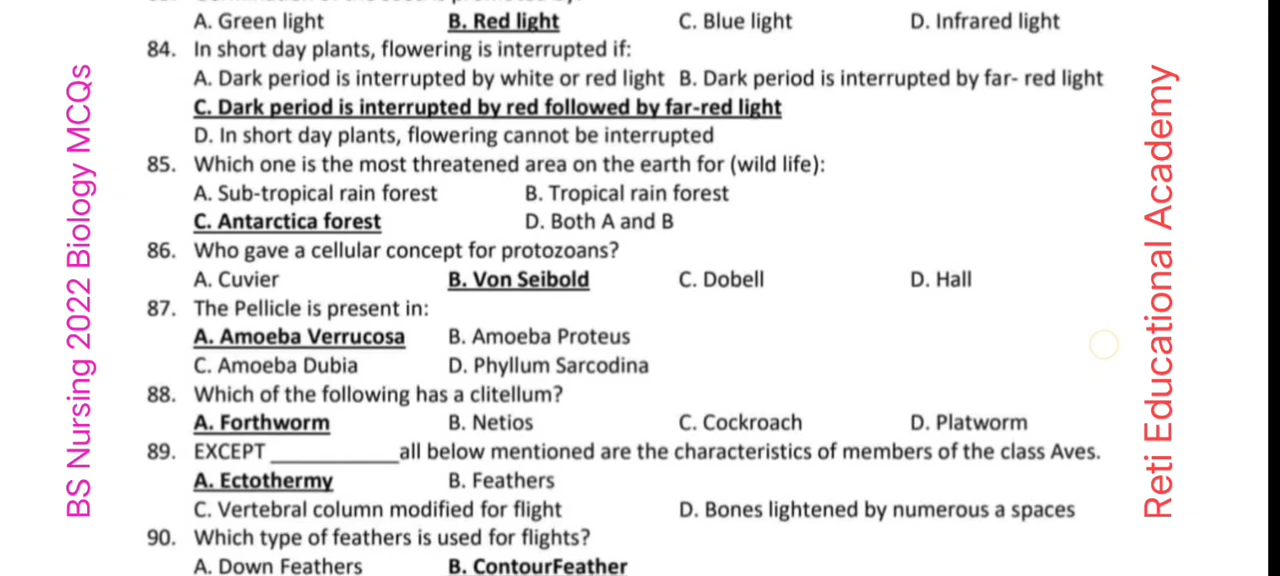 A. Green light B. Red light C. Blue light D. Infrared light
84. In short day plants, flowering is interrupted if:
A. Dark period is interrupted by white or red light B. Dark period is interrupted by far- red light
C. Dark period is interrupted by red followed by far-red light
D. In short day plants, flowering cannot be interrupted
85. Which one is the most threatened area on the earth for (wild life):
A. Sub-tropical rain forest B. Tropical rain forest
C. Antarctica forest D. Both A and B
86. Who gave a cellular concept for protozoans?
A. Cuvier B. Von Seibold C. Dobell D. Hall
87. The Pellicle is present in:
A. Amoeba Verrucosa B. Amoeba Proteus
C. Amoeba Dubia D. Phyllum Sarcodina
88. Which of the following has a clitellum?
A. Forthworm B. Netios C. Cockroach D. Platworm
89. EXCEPT ___________all below mentioned are the characteristics of members of the class Aves.
A. Ectothermy B. Feathers
C. Vertebral column modified for flight D. Bones lightened by numerous a spaces
90. Which type of feathers is used for flights?
A. Down Feathers B. ContourFeather
BS Nursing 2022 Biology MCQs
Reti Educational Academy